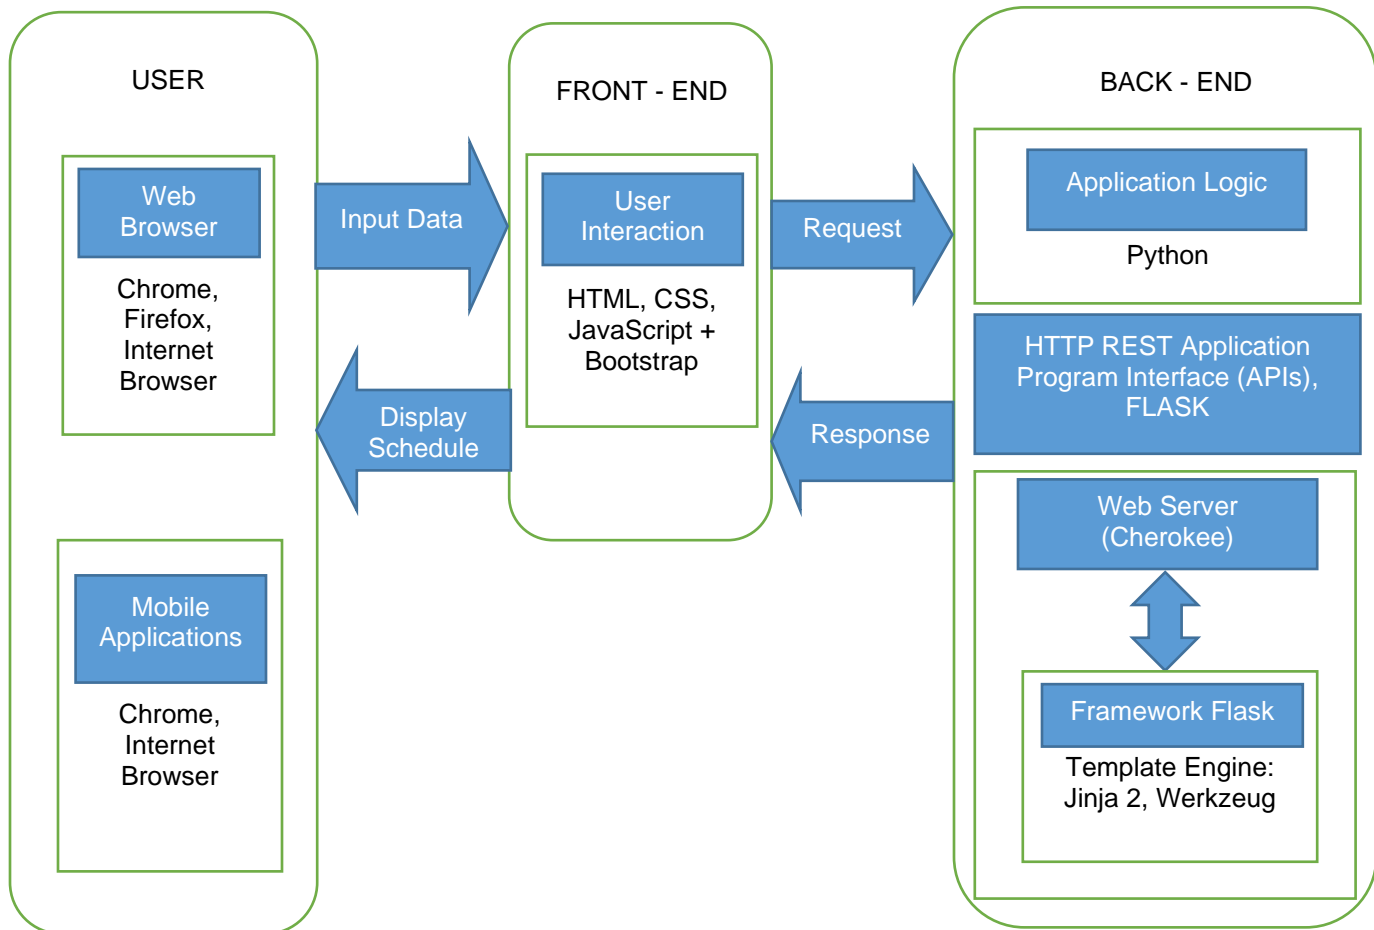 USER
Web
Browser
Chrome,
Firefox,
Internet
Browser
Mobile
Applications
Chrome,
Internet
Browser
Input Data
Display
Schedule
FRONT - END
User
Interaction
HTML, CSS,
JavaScript +
Bootstrap
Request
Response
BACK - END
Application Logic
Python
HTTP REST Application
Program Interface (APIs),
FLASK
Web Server
(Cherokee)
Framework Flask
Template Engine:
Jinja 2, Werkzeug